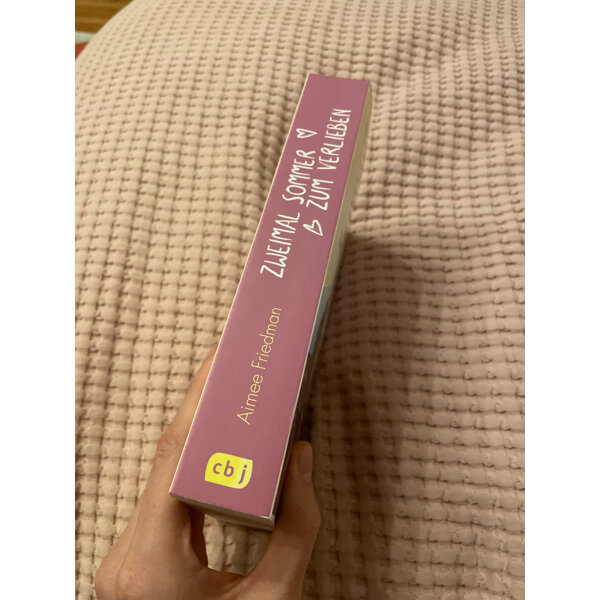 ZWEIMAL SOMMER ♡
♡ ZUM VERLIEBEN
Aimee Friedman
cbj